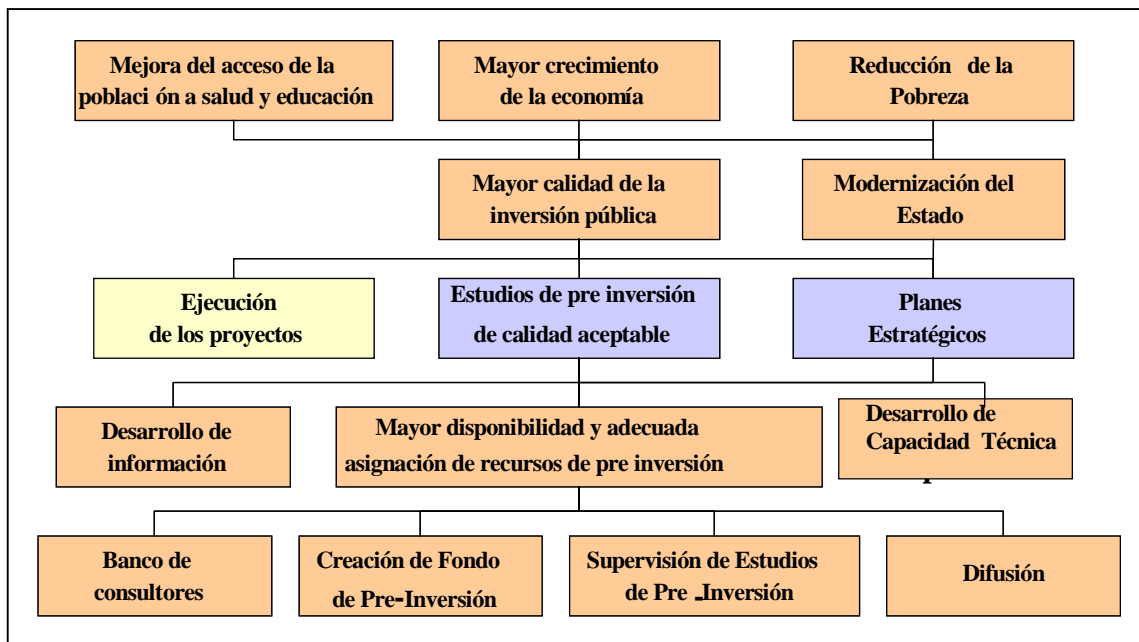 Mejora del acceso de la
poblaci ón a salud y educación
Mayor crecimiento
de la economía
Reducción de la
Pobreza
Mayor calidad de la
inversión pública
Modernización del
Estado
Ejecución
de los proyectos
Estudios de pre inversión
de calidad aceptable
Planes
Estratégicos
Desarrollo de
información
Mayor disponibilidad y adecuada
asignación de recursos de pre inversión
Desarrollo de
Capacidad Técnica
Banco de
consultores
Creación de Fondo
de Pre-Inversión
Supervisión de Estudios
de Pre -Inversión
Difusión